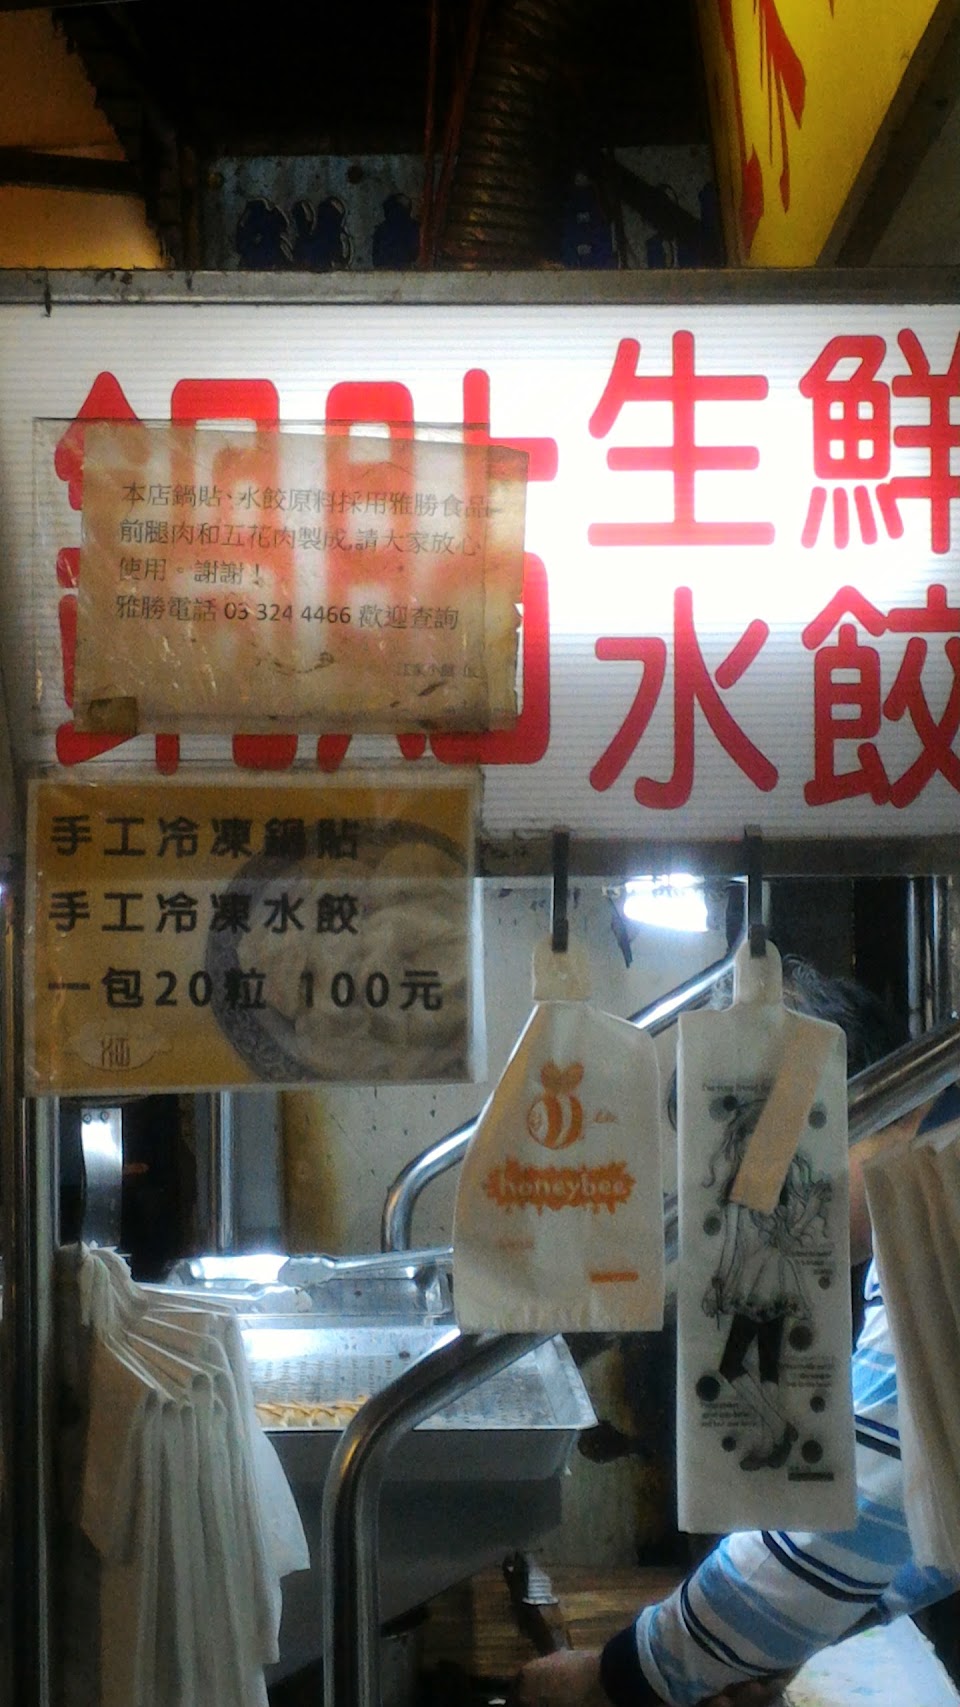 鍋貼
生鮮
水餃
本店鍋貼、水餃原料採用雅勝食品
前腿肉和五花肉製成,請大家放心
使用。謝謝!
雅勝電話 03 324 4466 歡迎查詢
手工冷凍鍋貼
手工冷凍水餃
一包20粒 100元
honeybee